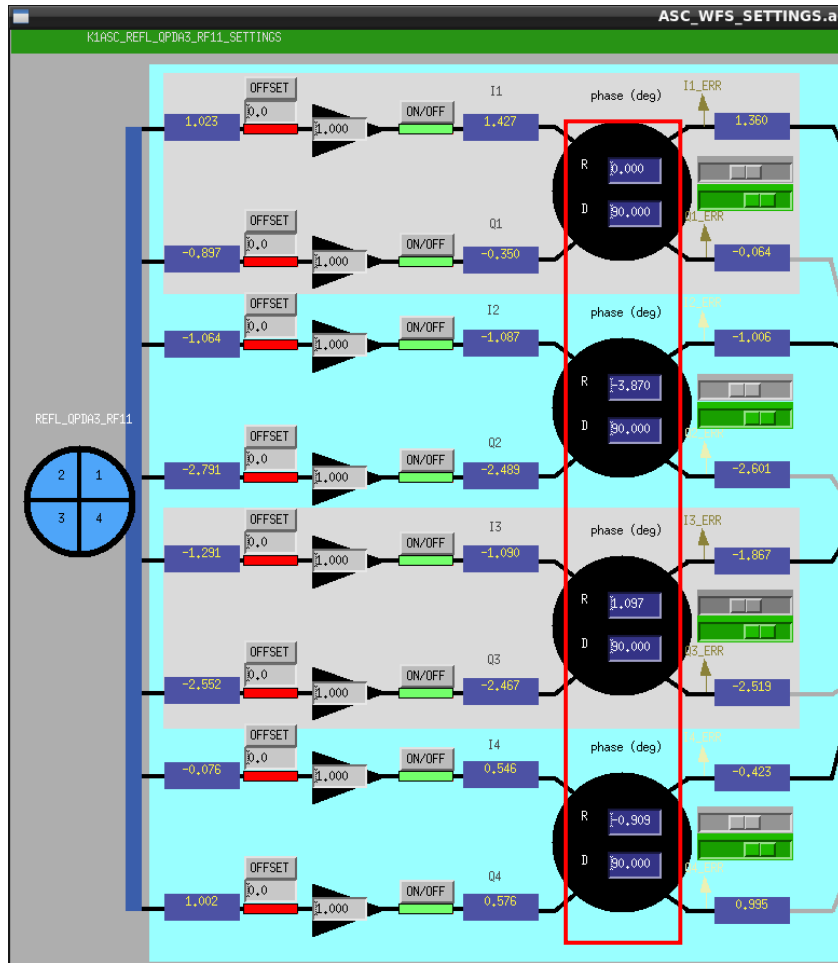 ASC_WFS_SETTINGS.a
K1ASC_REFL_QPDA3_RF11_SETTINGS
OFFSET
0.0
1.023
1.000
ON/OFF
I1
1.427
phase (deg)
R
0.000
D
90.000
I1_ERR
1.360
OFFSET
0.0
-0.897
1.000
ON/OFF
Q1
-0.350
Q1_ERR
-0.064
OFFSET
0.0
-1.064
1.000
ON/OFF
I2
-1.087
phase (deg)
R
-3.870
D
90.000
I2_ERR
-1.006
REFL_QPDA3_RF11
2 1
3 4
OFFSET
0.0
-2.791
1.000
ON/OFF
Q2
-2.489
Q2_ERR
-2.601
OFFSET
0.0
-1.291
1.000
ON/OFF
I3
-1.090
phase (deg)
R
1.097
D
90.000
I3_ERR
-1.867
OFFSET
0.0
-2.552
1.000
ON/OFF
Q3
-2.467
Q3_ERR
-2.519
OFFSET
0.0
-0.076
1.000
ON/OFF
I4
0.546
phase (deg)
R
-0.909
D
90.000
I4_ERR
-0.423
OFFSET
0.0
1.002
1.000
ON/OFF
Q4
0.576
Q4_ERR
0.995